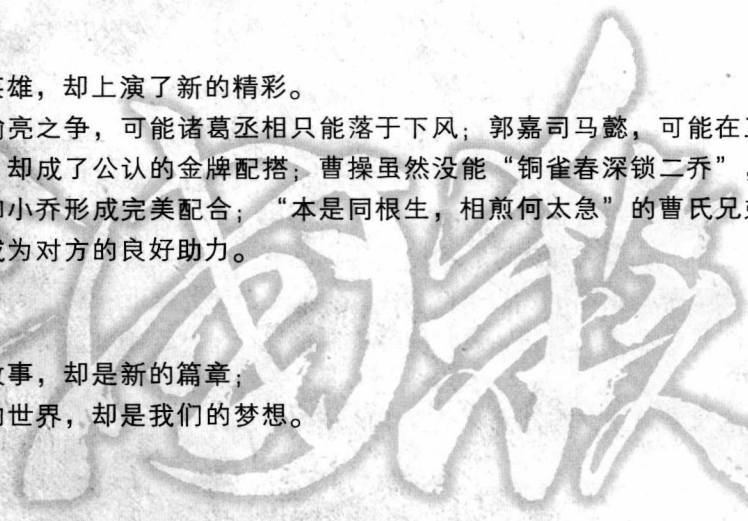 英雄，却上演了新的精彩。
瑜亮之争，可能诸葛丞相只能落于下风；郭嘉司马懿，可能在
，却成了公认的金牌配搭；曹操虽然没能“铜雀春深锁二乔”，
和小乔形成完美配合；“本是同根生，相煎何太急”的曹氏兄弟
成为对方的良好助力。
故事，却是新的篇章；
的世界，却是我们的梦想。